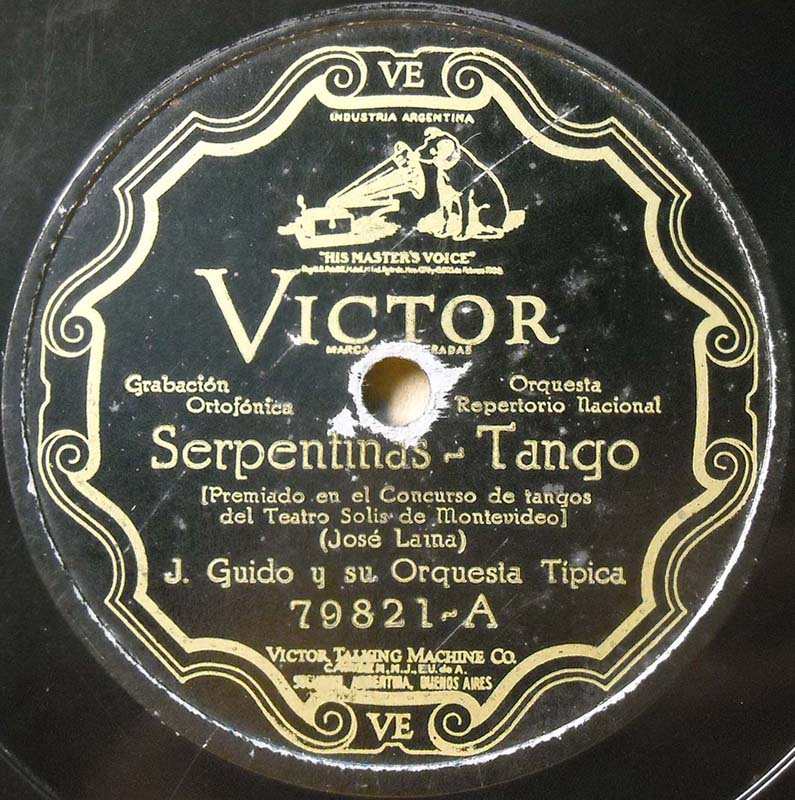 VE
INDUSTRIA ARGENTINA
"HIS MASTER'S VOICE"
VICTOR
MARCAS
Grabación Orquesta
Ortofónica Repertorio Nacional
Serpentinas - Tango
[Premiado en el Concurso de tangos
del Teatro Solis de Montevideo]
(José Laina)
J. Guido y su Orquesta Típica
79821-A
VICTOR TALKING MACHINE CO.
N.J., E.U. de A.
ARGENTINA, BUENOS AIRES
VE